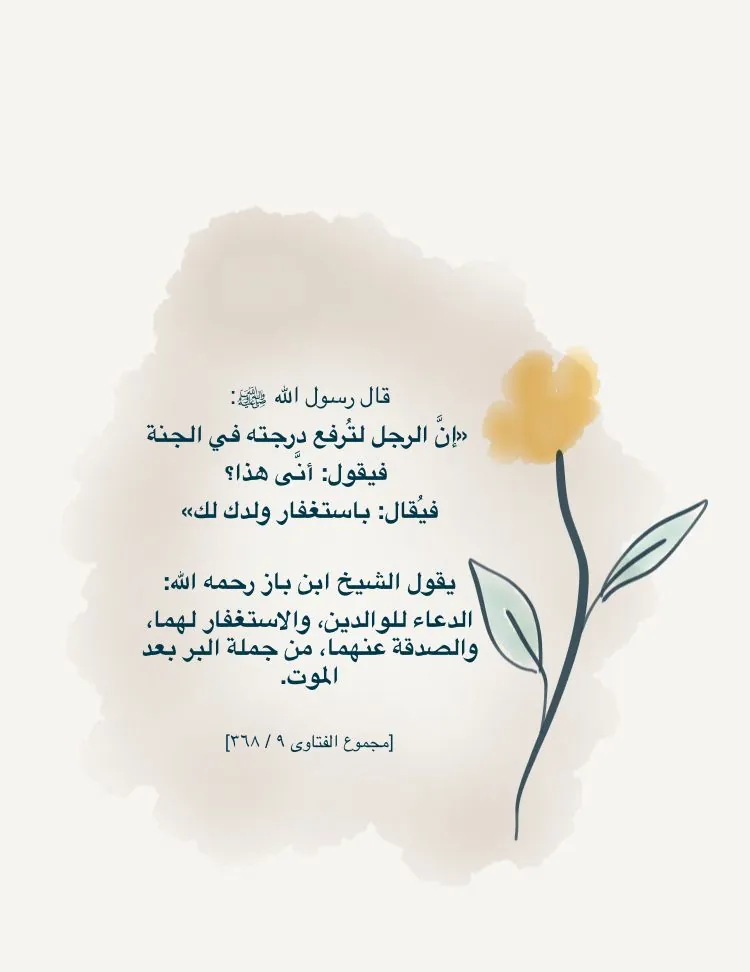 قال رسول الله ﷺ:
«إنَّ الرجل لتُرفع درجته في الجنة
فيقول: أنَّى هذا؟
فيُقال: باستغفار ولدك لك»
يقول الشيخ ابن باز رحمه الله:
الدعاء للوالدين، والاستغفار لهما،
والصدقة عنهما، من جملة البر بعد
الموت.
[مجموع الفتاوى ٩ / ٣٦٨]